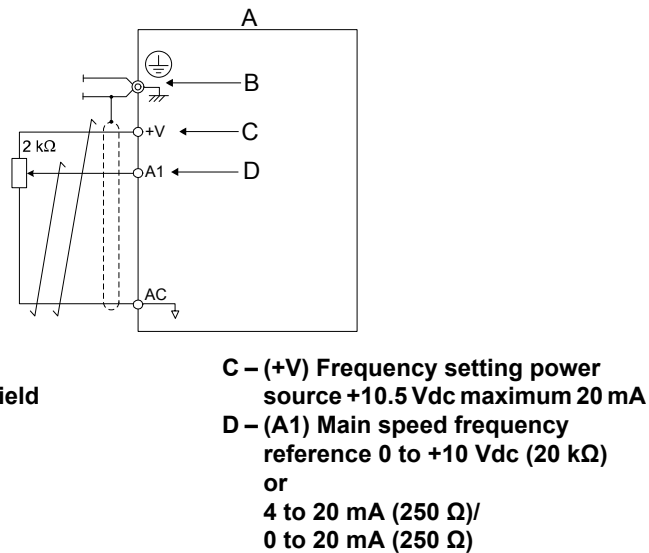 A
B
+V
C
2 kΩ
A1
D
AC
C – (+V) Frequency setting power
source +10.5 Vdc maximum 20 mA
D – (A1) Main speed frequency
reference 0 to +10 Vdc (20 kΩ)
or
4 to 20 mA (250 Ω)/
0 to 20 mA (250 Ω)